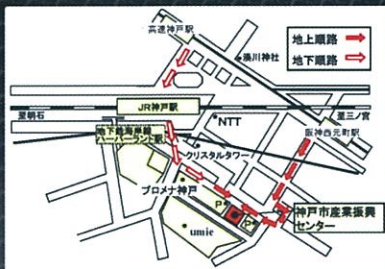 高速神戸駅
湊川神社
地上順路
地下順路
JR神戸駅
至明石
至三ノ宮
NTT
阪神西元町駅
地下鉄海岸線
ハーバーランド駅
クリスタルタワー
プロメナ神戸
P
P
神戸市産業振興
センター
umie